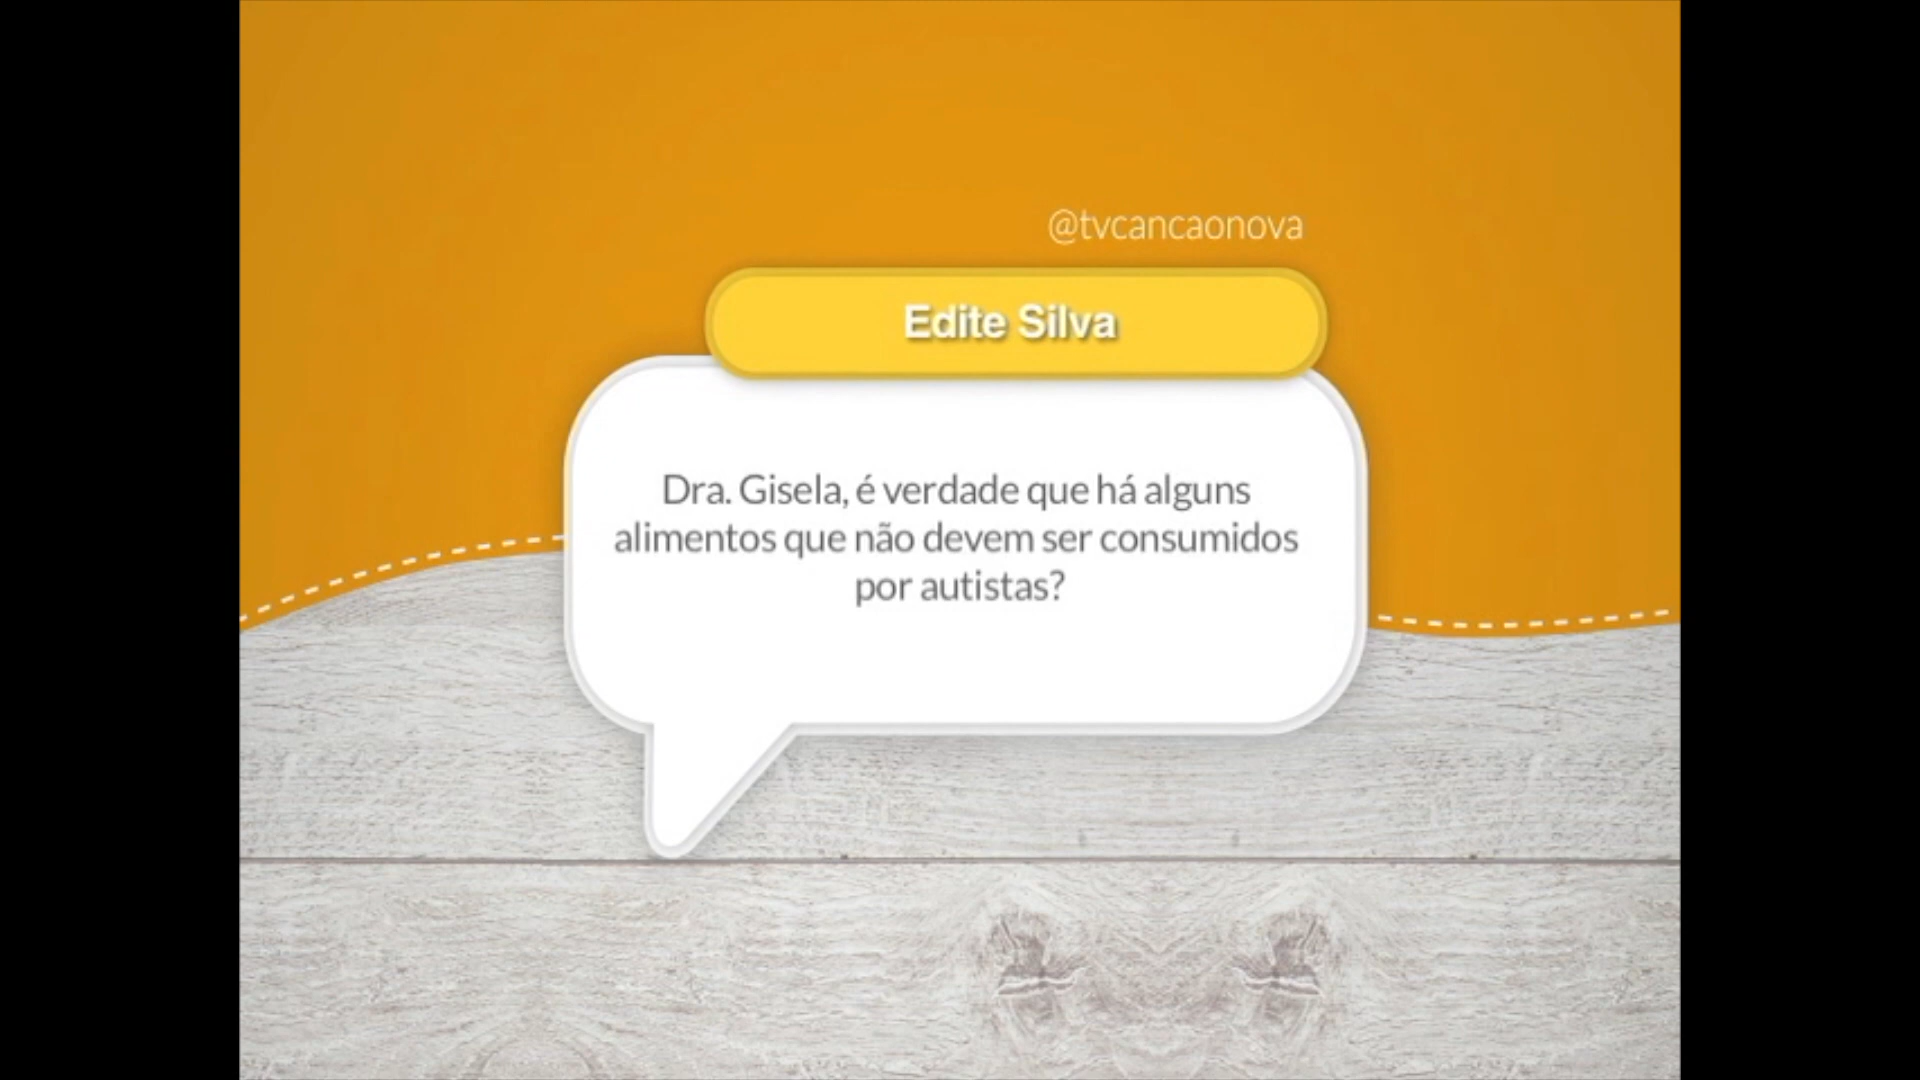 @tvcancaonova
Edite Silva
Dra. Gisela, é verdade que há alguns
alimentos que não devem ser consumidos
por autistas?